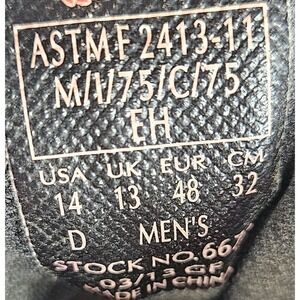 ASTM F 2413-11
M/I/75/C/75
EH
USA UK EUR CM
14 13 48 32
D MEN'S
STOCK NO.
MADE IN CHINA